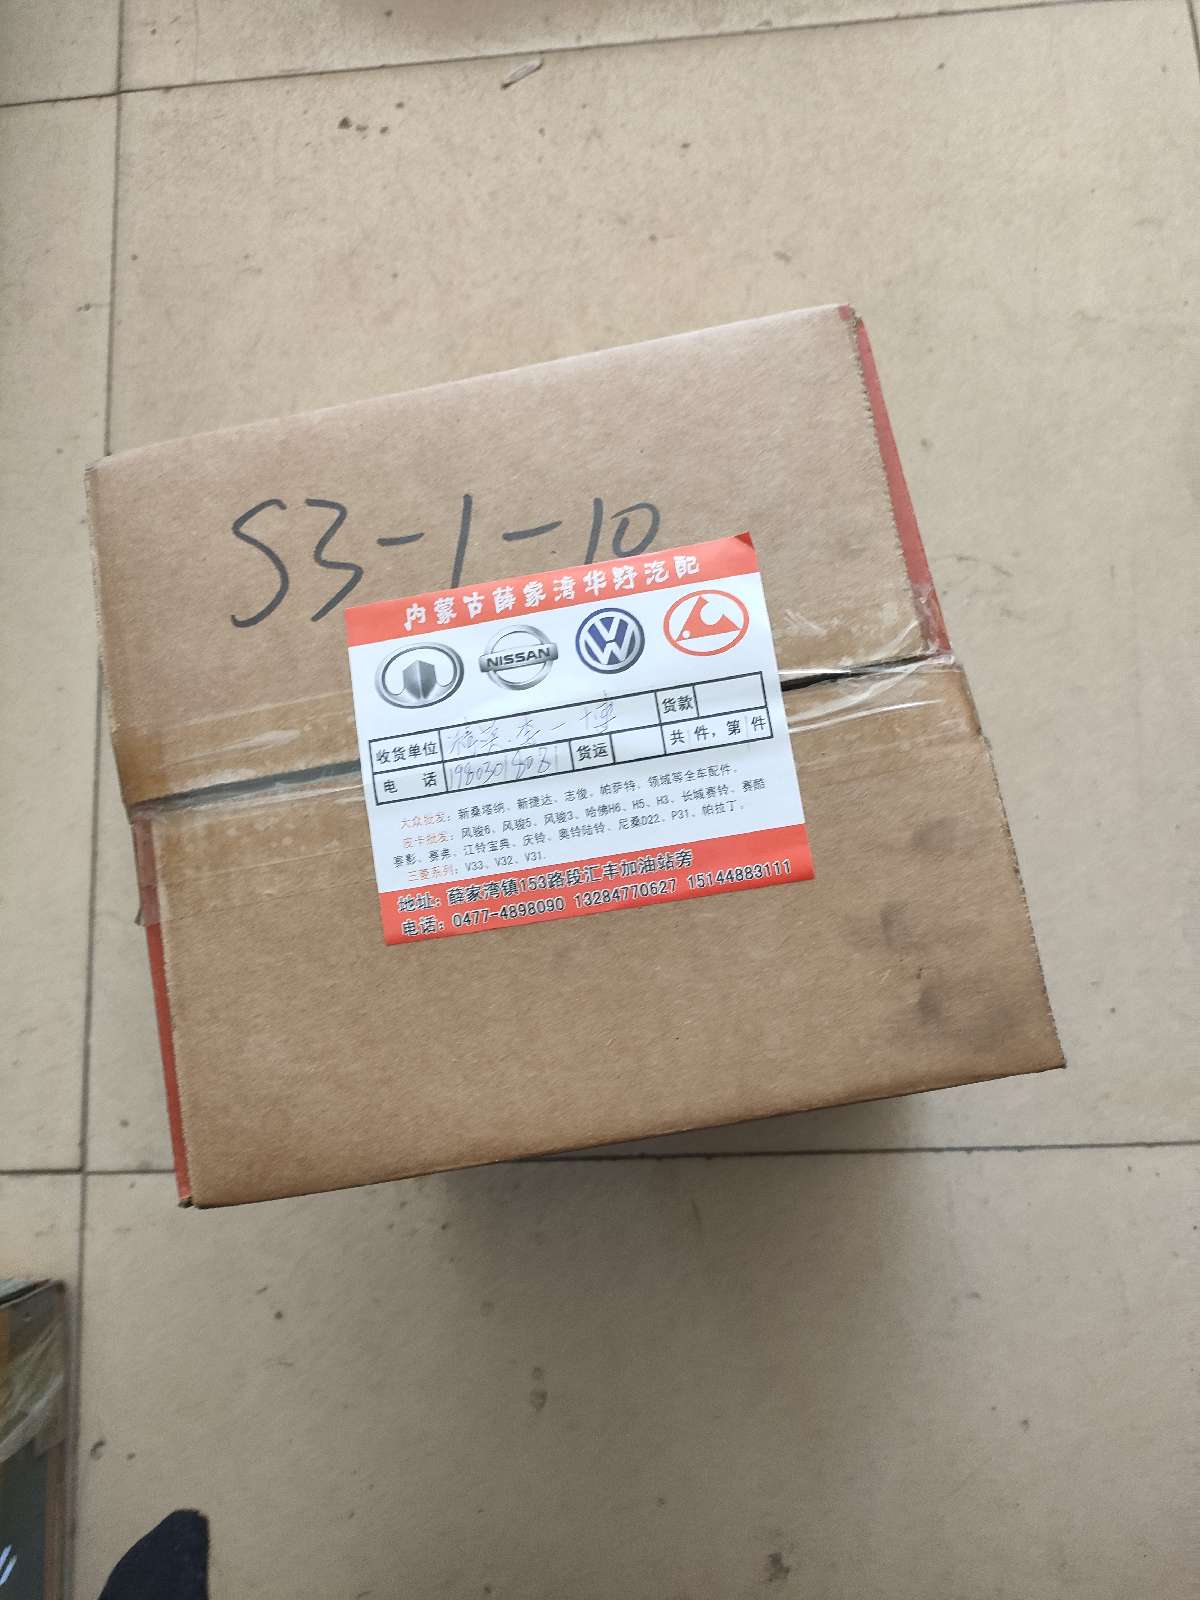 S3-1-10
内蒙古薛家湾华野汽配
NISSAN
收货单位 货款
电 话 19803018081 货运 共 件，第 件
大众批发：新桑塔纳、新捷达、志俊、帕萨特、领域等全车配件。
皮卡批发：风骏6、风骏5、风骏3、哈佛H6、H5、H3、长城赛铃、赛酷
赛影、赛弗、江铃宝典、庆铃、奥铃陆铃、尼桑D22、P31、帕拉丁。
三菱系列：V33、V32、V31.
地址：薛家湾镇153路段汇丰加油站旁
电话：0477-4898090 13284770627 15144883111